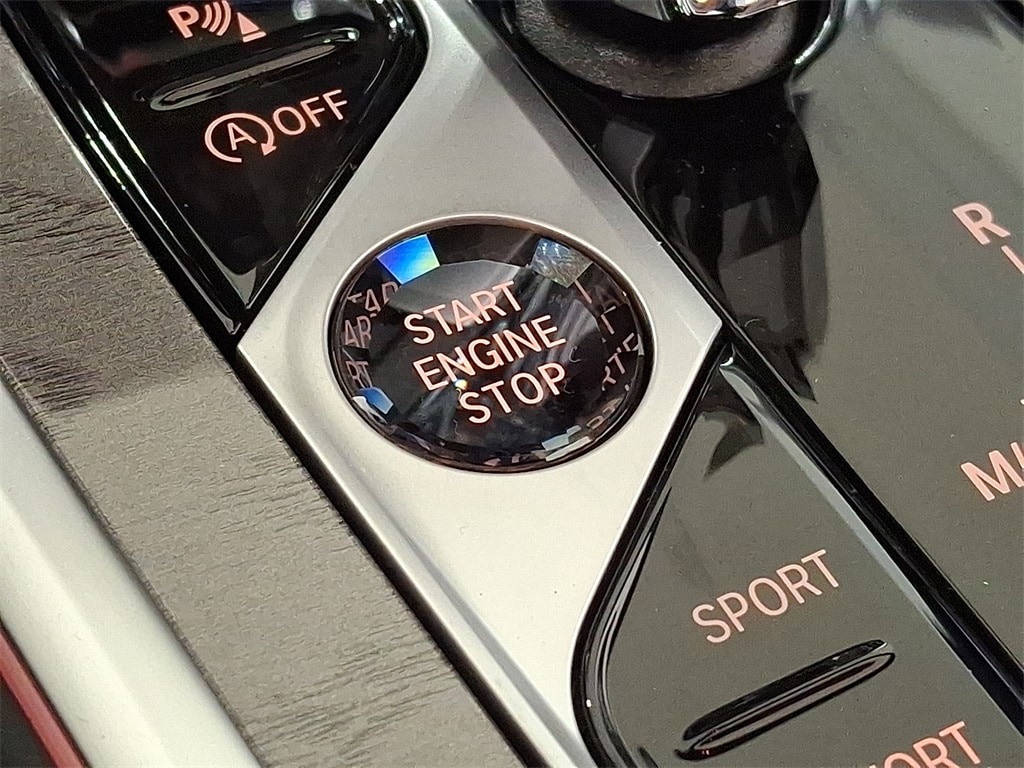 P
A OFF
START
ENGINE
STOP
R
SPORT